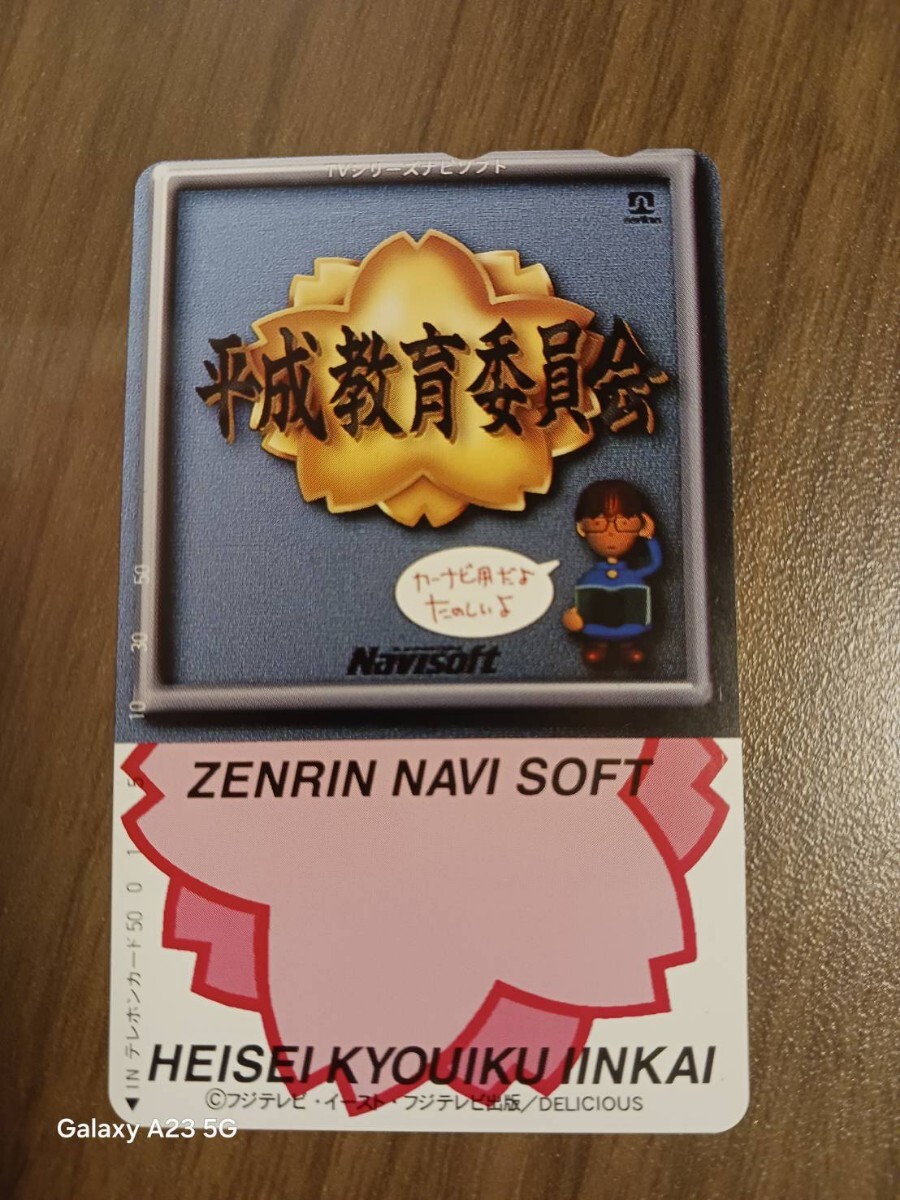 TVシリーズナビソフト
zenrin
平成教育委員会
カーナビ用だよ
たのしいよ
Navisoft
ZENRIN NAVI SOFT
HEISEI KYOUIKU IINKAI
©フジテレビ・イースト・フジテレビ出版/DELICIOUS
◀IN テレホンカード50 0 1 5 10 30 50
Galaxy A23 5G